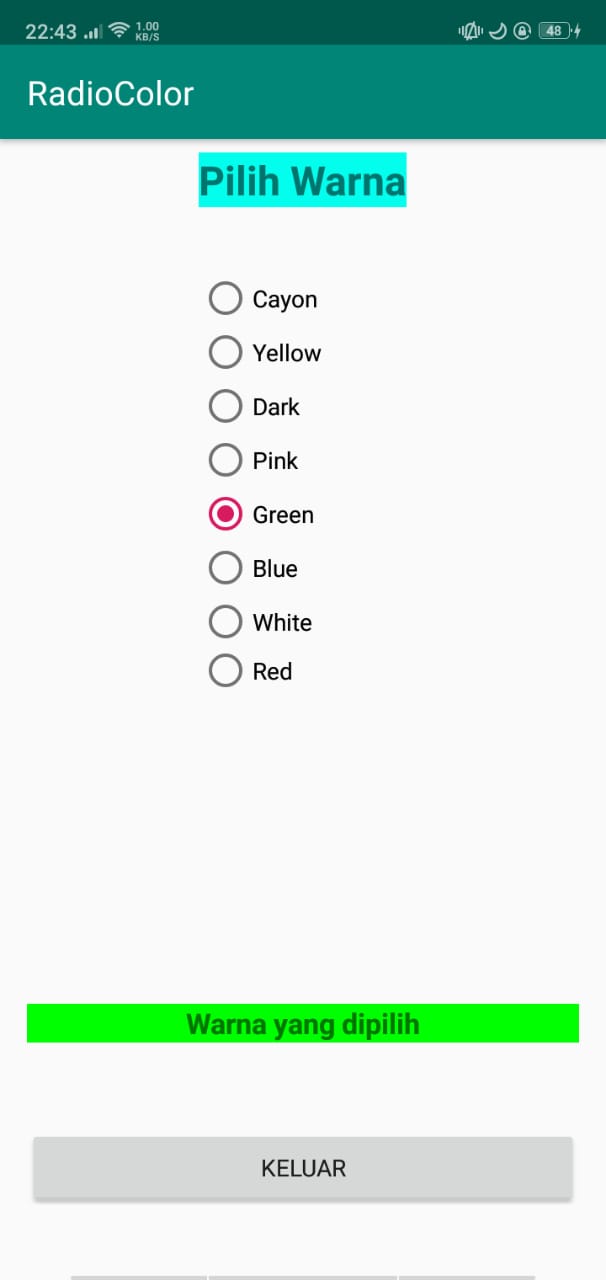 22:43 1.00 KB/S 48
RadioColor
Pilih Warna
Cayon
Yellow
Dark
Pink
Green
Blue
White
Red
Warna yang dipilih
KELUAR